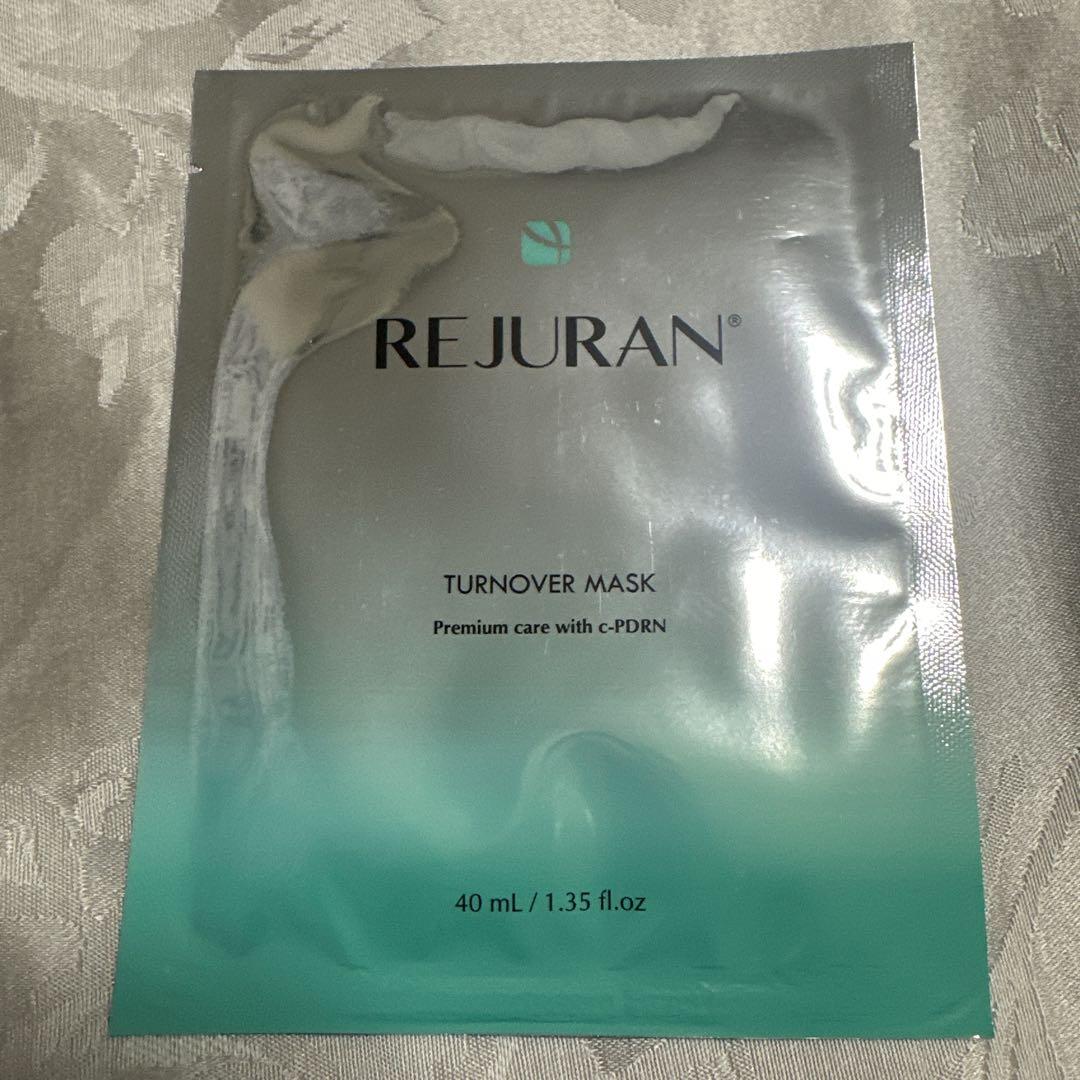 REJURAN®
TURNOVER MASK
Premium care with c-PDRN
40 mL / 1.35 fl.oz